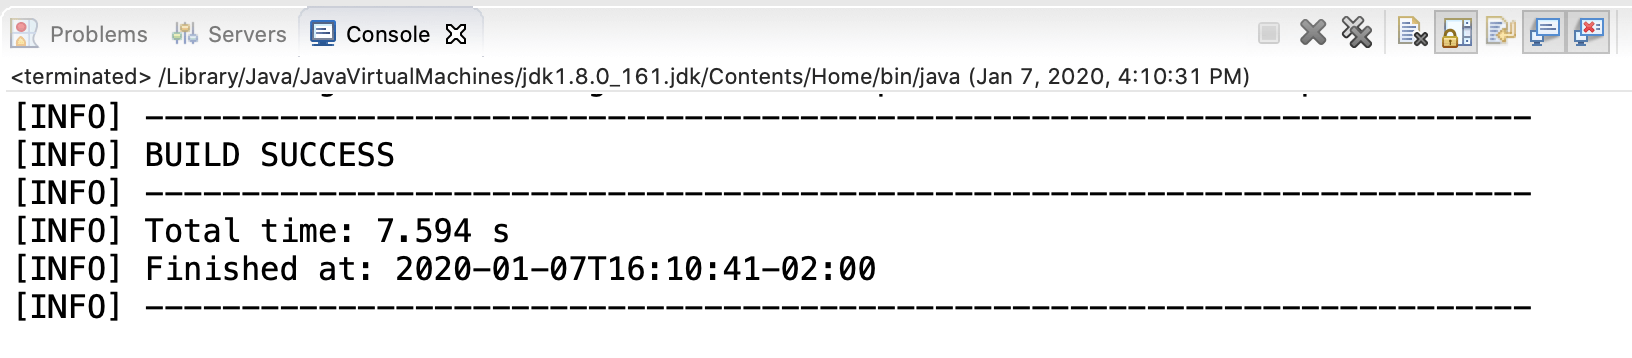 Problems Servers Console
<terminated> /Library/Java/JavaVirtualMachines/jdk1.8.0_161.jdk/Contents/Home/bin/java (Jan 7, 2020, 4:10:31 PM)
[INFO] ------------------------------------------------------------------------
[INFO] BUILD SUCCESS
[INFO] ------------------------------------------------------------------------
[INFO] Total time: 7.594 s
[INFO] Finished at: 2020-01-07T16:10:41-02:00
[INFO] ------------------------------------------------------------------------